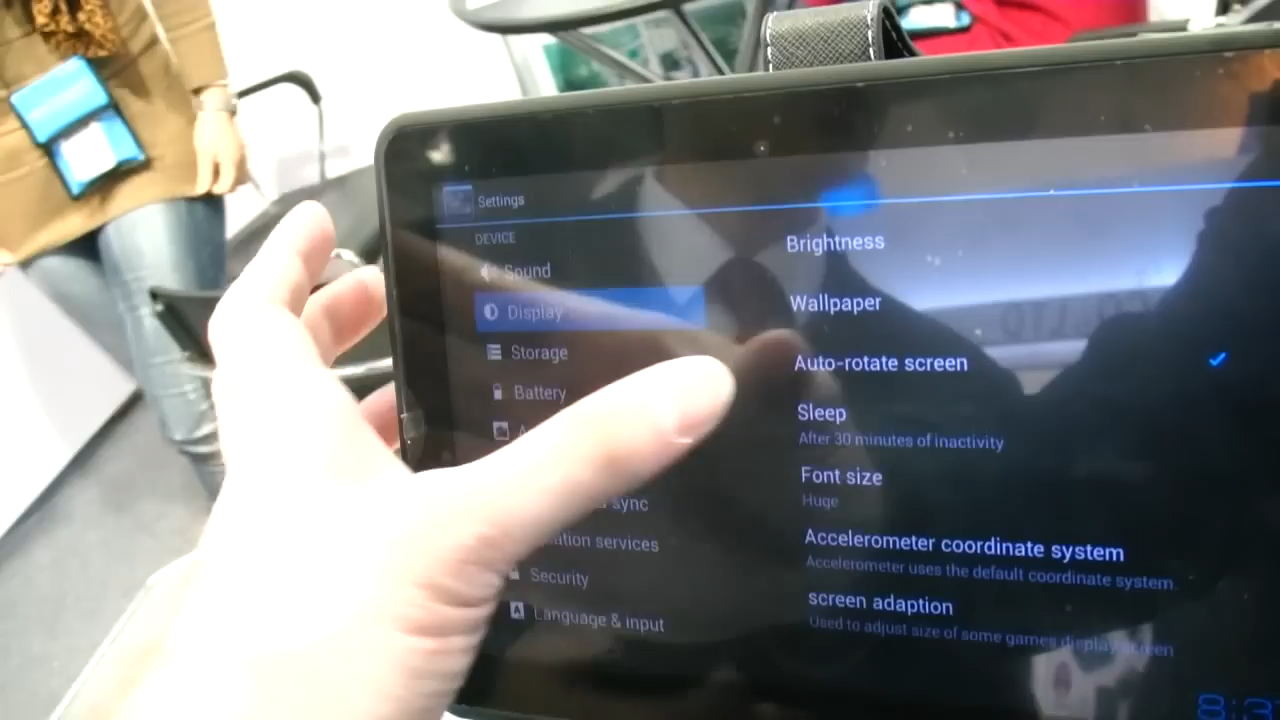 Settings
DEVICE
Sound
Display
Storage
Battery
sync
services
Security
Language & input
Brightness
Wallpaper
Auto-rotate screen
Sleep
After 30 minutes of inactivity
Font size
Huge
Accelerometer coordinate system
Accelerometer uses the default coordinate system.
screen adaption
Used to adjust size of some games display screen